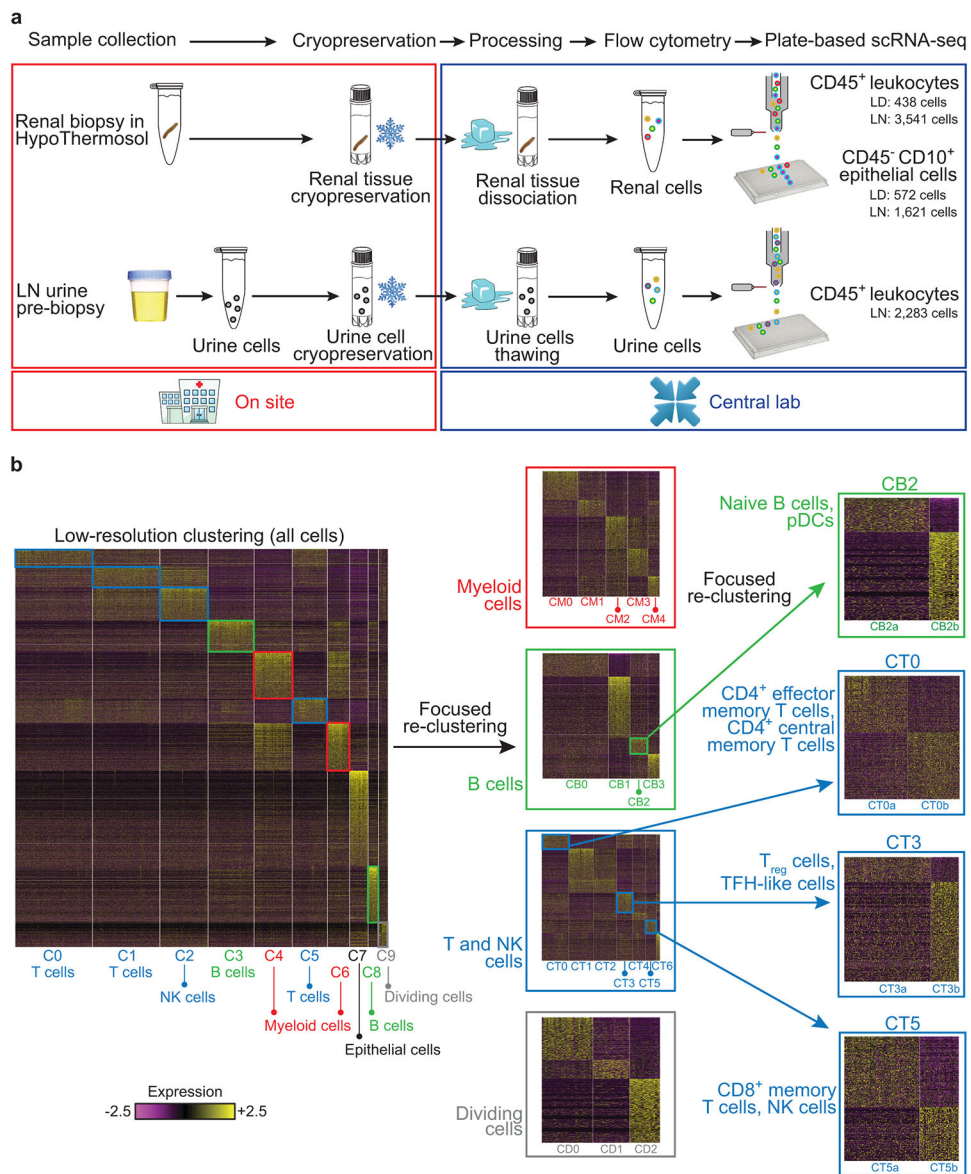 a
Sample collection
Cryopreservation
Processing
Flow cytometry
Plate-based scRNA-seq
Renal biopsy in
HypoThermosol
Renal tissue
cryopreservation
Renal tissue
dissociation
Renal cells
CD45⁺ leukocytes
LD: 438 cells
LN: 3,541 cells
CD45⁻ CD10⁺
epithelial cells
LD: 572 cells
LN: 1,621 cells
LN urine
pre-biopsy
Urine cells
Urine cell
cryopreservation
Urine cells
thawing
Urine cells
CD45⁺ leukocytes
LN: 2,283 cells
On site
Central lab
b
Low-resolution clustering (all cells)
C0
T cells
C1
T cells
C2
NK cells
C3
B cells
C4
Myeloid cells
C5
T cells
C6
C7
Epithelial cells
C8
B cells
C9
Dividing cells
Expression
-2.5
+2.5
Focused
re-clustering
Myeloid
cells
CM0
CM1
CM2
CM3
CM4
B cells
CB0
CB1
CB2
CB3
T and NK
cells
CT0
CT1
CT2
CT3
CT4
CT5
CT6
Dividing
cells
CD0
CD1
CD2
Focused
re-clustering
CB2
Naive B cells,
pDCs
CB2a
CB2b
CT0
CD4⁺ effector
memory T cells,
CD4⁺ central
memory T cells
CT0a
CT0b
CT3
Treg cells,
TFH-like cells
CT3a
CT3b
CT5
CD8⁺ memory
T cells, NK cells
CT5a
CT5b